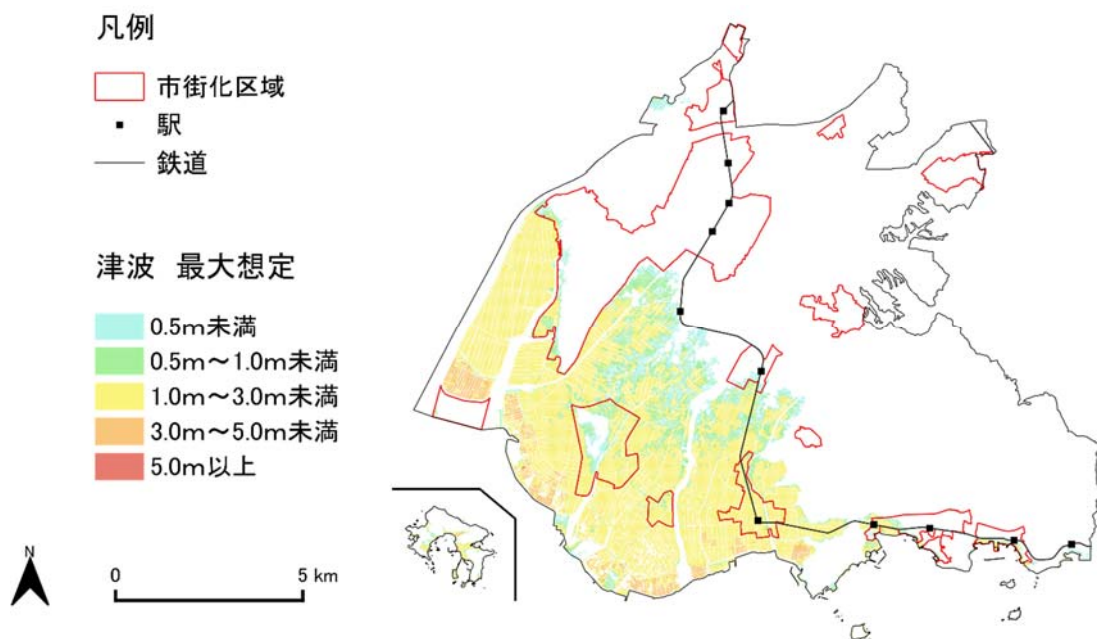 凡例
市街化区域
駅
鉄道
津波 最大想定
0.5m未満
0.5m~1.0m未満
1.0m~3.0m未満
3.0m~5.0m未満
5.0m以上
N
0 5 km